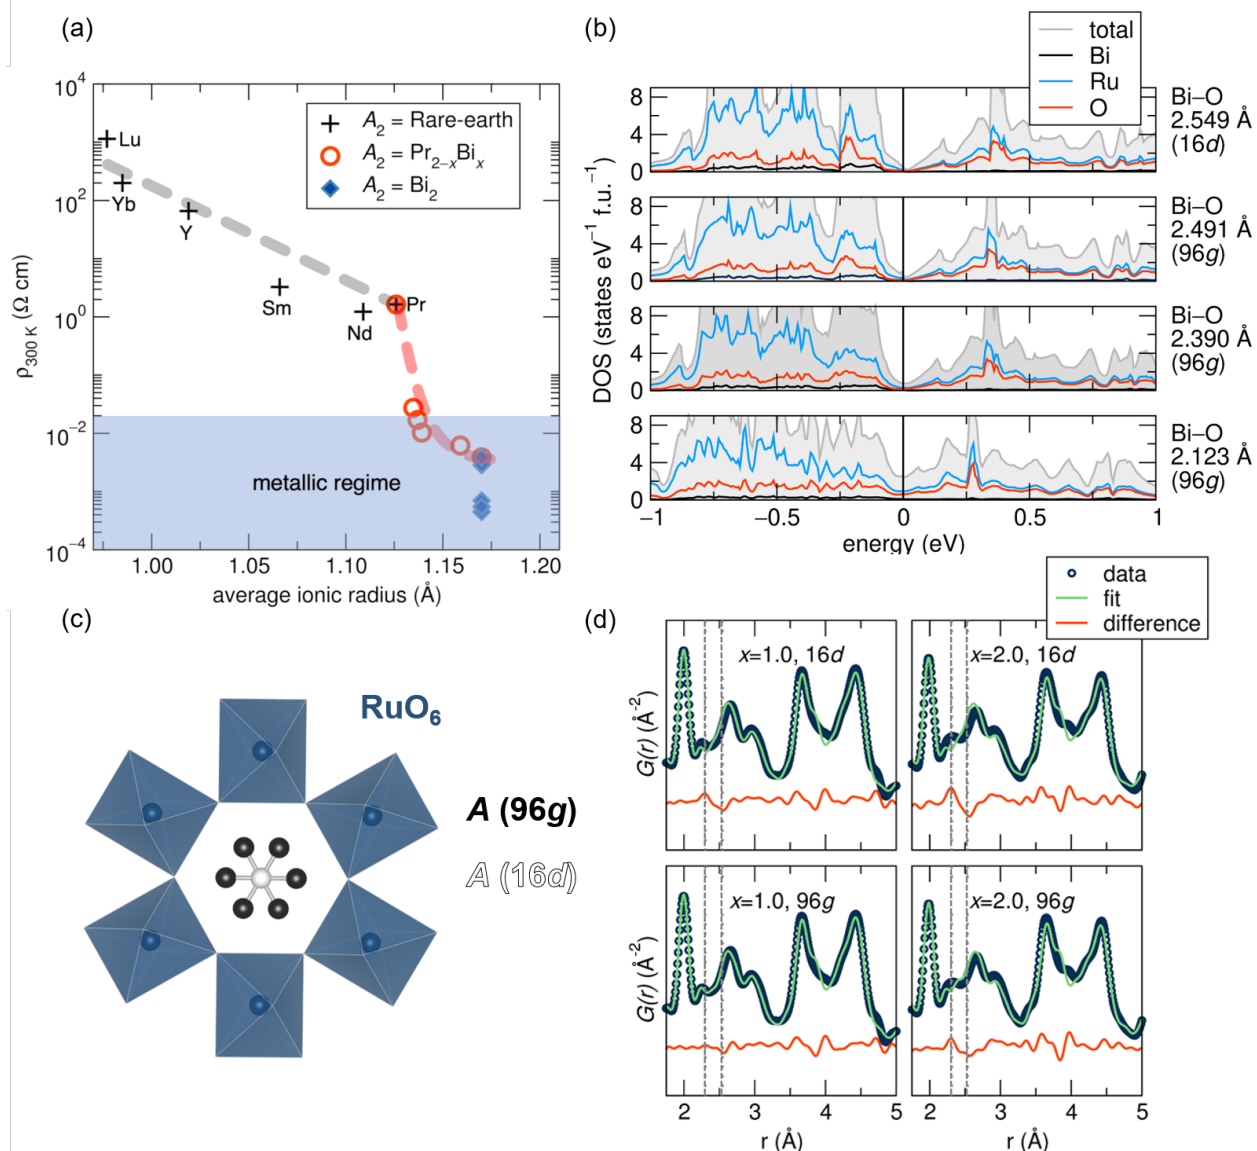 (a)
10⁴
10²
10⁰
10⁻²
10⁻⁴
ρ300 K (Ω cm)
Lu
Yb
Y
Sm
Nd
Pr
A₂ = Rare-earth
A₂ = Pr₂₋ₓBiₓ
A₂ = Bi₂
metallic regime
1.00 1.05 1.10 1.15 1.20
average ionic radius (Å)
(b)
total
Bi
Ru
O
DOS (states eV⁻¹ f.u.⁻¹)
8
4
0
Bi–O
2.549 Å
(16d)
8
4
0
Bi–O
2.491 Å
(96g)
8
4
0
Bi–O
2.390 Å
(96g)
8
4
0
Bi–O
2.123 Å
(96g)
−1 −0.5 0 0.5 1
energy (eV)
(c)
RuO₆
A (96g)
A (16d)
(d)
data
fit
difference
x=1.0, 16d
x=2.0, 16d
G(r) (Å⁻²)
x=1.0, 96g
x=2.0, 96g
G(r) (Å⁻²)
2 3 4 5
2 3 4 5
r (Å)
r (Å)